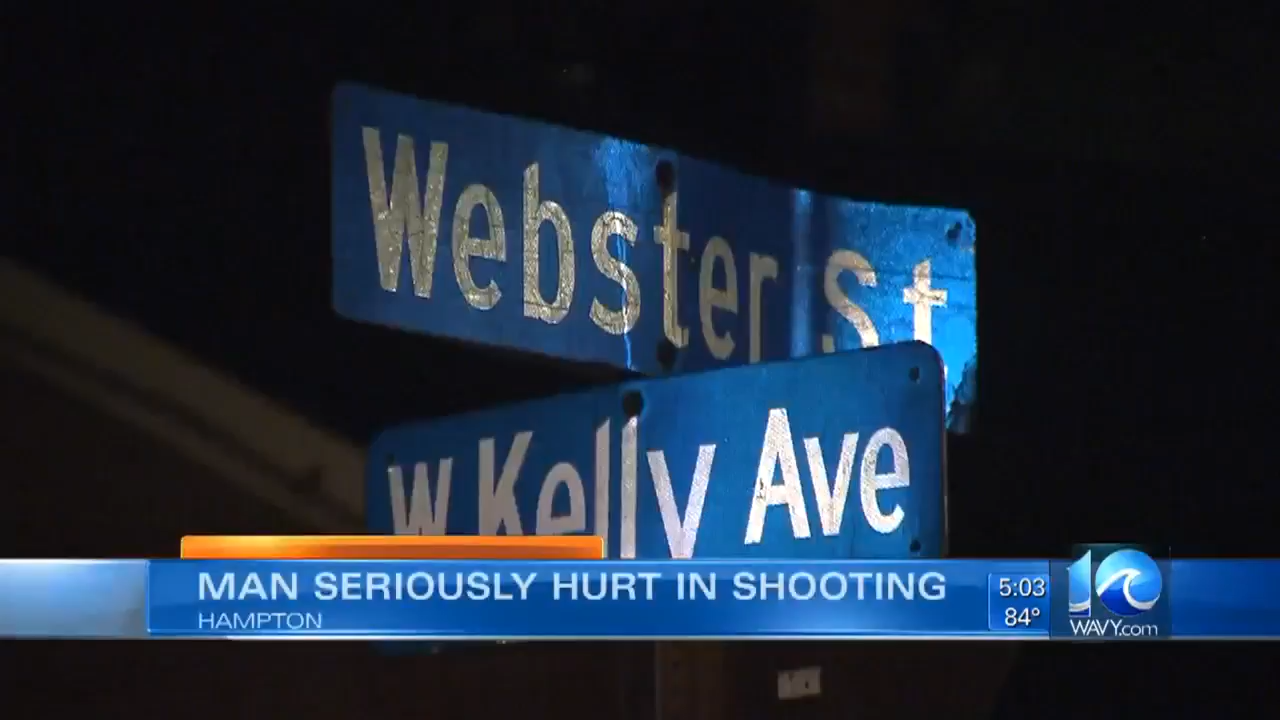 Webster St
W Kelly Ave
MAN SERIOUSLY HURT IN SHOOTING
HAMPTON
5:03
84°
10
WAVY.com